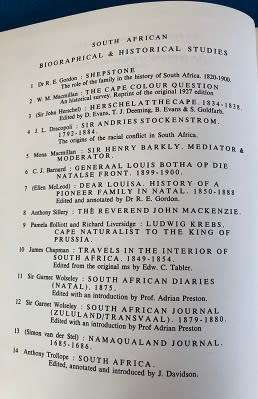 SOUTH AFRICAN
BIOGRAPHICAL & HISTORICAL STUDIES
1 Dr R. E. Gordon : SHEPSTONE
The role of the family in the history of South Africa. 1820-1900.
2 W. M. Macmillan : THE CAPE COLOUR QUESTION
An historical survey. Reprint of the original 1927 edition
3 (Sir John Herschel) : HERSCHEL AT THE CAPE. 1834-1838.
Edited by D. Evans, T. J. Deeming, B. Evans & S. Goldfarb.
4 J. L. Dracopoli : SIR ANDRIES STOCKENSTROM.
1792-1884.
The origins of the racial conflict in South Africa.
5 Mona Macmillan : SIR HENRY BARKLY. MEDIATOR &
MODERATOR.
6 C. J. Barnard : GENERAAL LOUIS BOTHA OP DIE
NATALSE FRONT. 1899-1900.
7 (Ellen McLeod) : DEAR LOUISA. HISTORY OF A
PIONEER FAMILY IN NATAL. 1850-1888
Edited and annotated by Dr R. E. Gordon.
8 Anthony Sillery : THE REVEREND JOHN MACKENZIE.
9 Pamela Ffolliott and Richard Liversidge : LUDWIG KREBS.
CAPE NATURALIST TO THE KING OF
PRUSSIA.
10 James Chapman : TRAVELS IN THE INTERIOR OF
SOUTH AFRICA. 1849-1854.
Edited from the original mss by Edw. C. Tabler.
11 Sir Garnet Wolseley : SOUTH AFRICAN DIARIES
(NATAL). 1875.
Edited with an introduction by Prof. Adrian Preston.
12 Sir Garnet Wolseley : SOUTH AFRICAN JOURNAL
(ZULULAND/TRANSVAAL). 1879-1880.
Edited with an introduction by Prof Adrian Preston
13 (Simon van der Stel) : NAMAQUALAND JOURNAL.
1685-1686.
14 Anthony Trollope : SOUTH AFRICA.
Edited, annotated and introduced by J. Davidson.